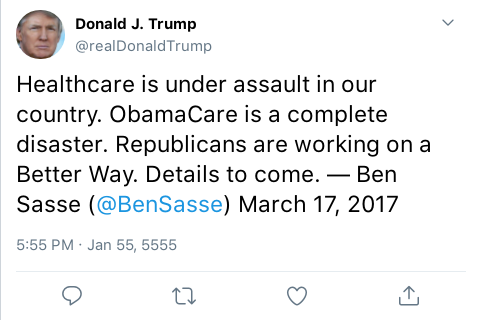 Donald J. Trump
@realDonaldTrump
Healthcare is under assault in our
country. ObamaCare is a complete
disaster. Republicans are working on a
Better Way. Details to come. — Ben
Sasse (@BenSasse) March 17, 2017
5:55 PM · Jan 55, 5555